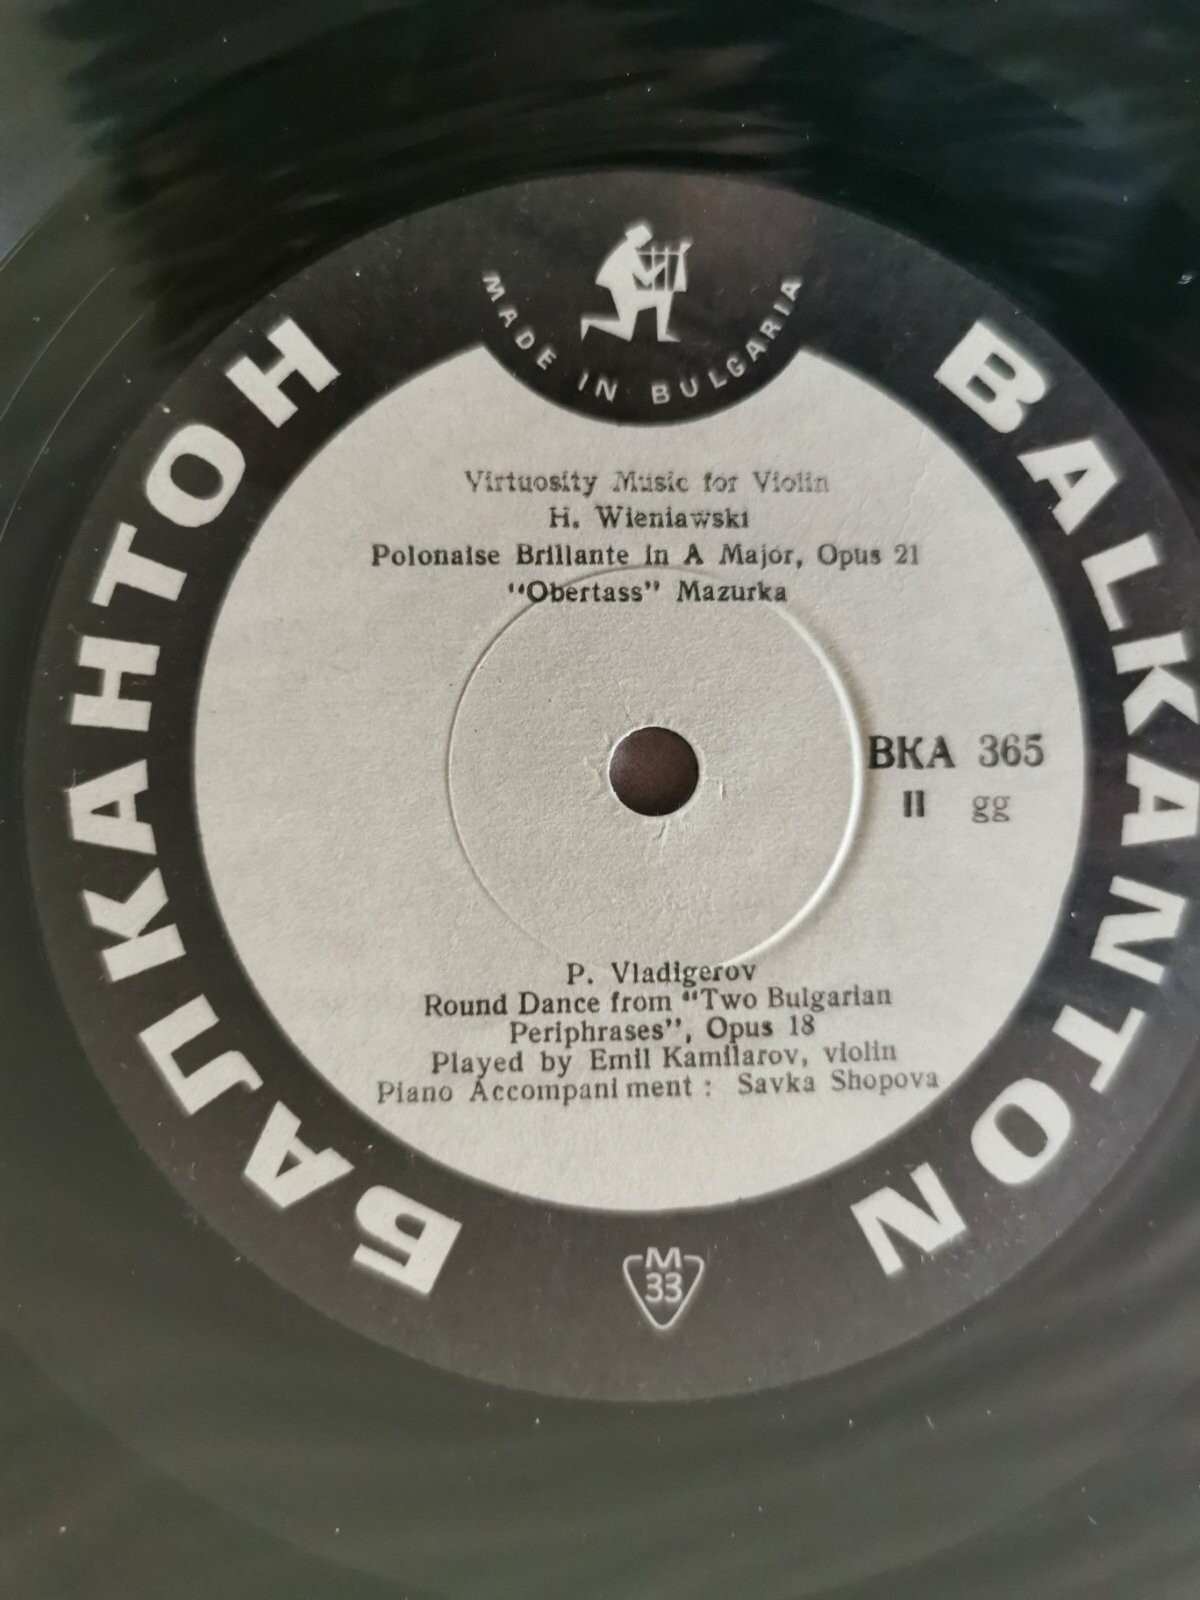 MADE IN BULGARIA
БАЛКАНТОН
BALKANTON
Virtuosity Music for Violin
H. Wieniawski
Polonaise Brillante in A Major, Opus 21
“Obertass” Mazurka
BKA 365
II gg
P. Vladigerov
Round Dance from “Two Bulgarian
Periphrases”, Opus 18
Played by Emil Kamilarov, violin
Piano Accompani ment : Savka Shopova
M
33